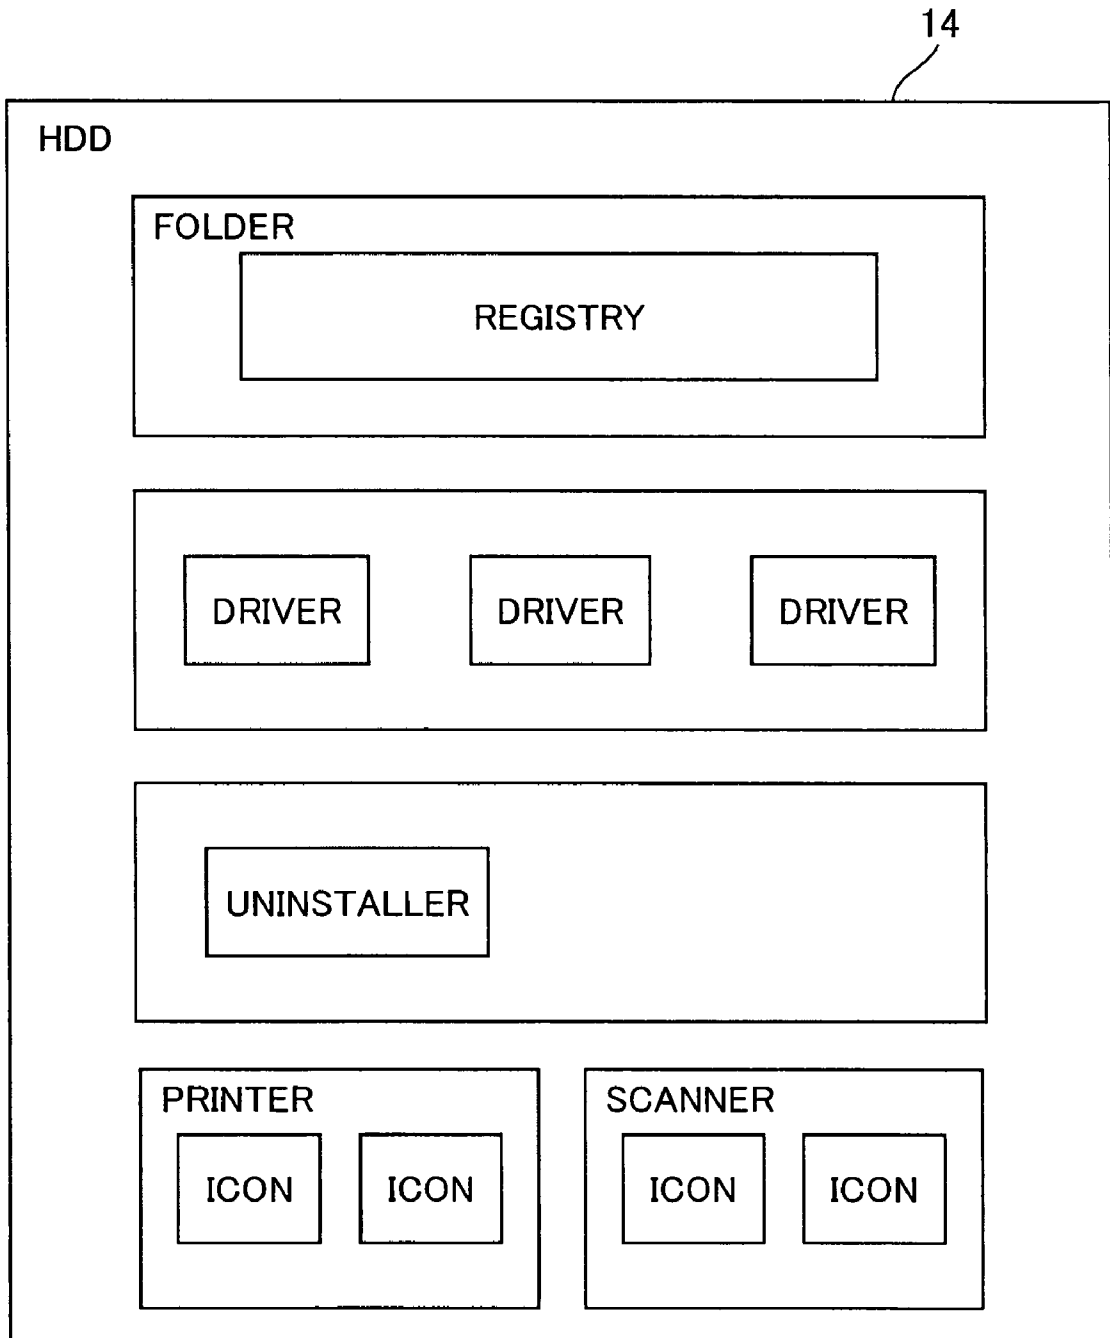 14
HDD
FOLDER
REGISTRY
DRIVER DRIVER DRIVER
UNINSTALLER
PRINTER SCANNER
ICON ICON ICON ICON